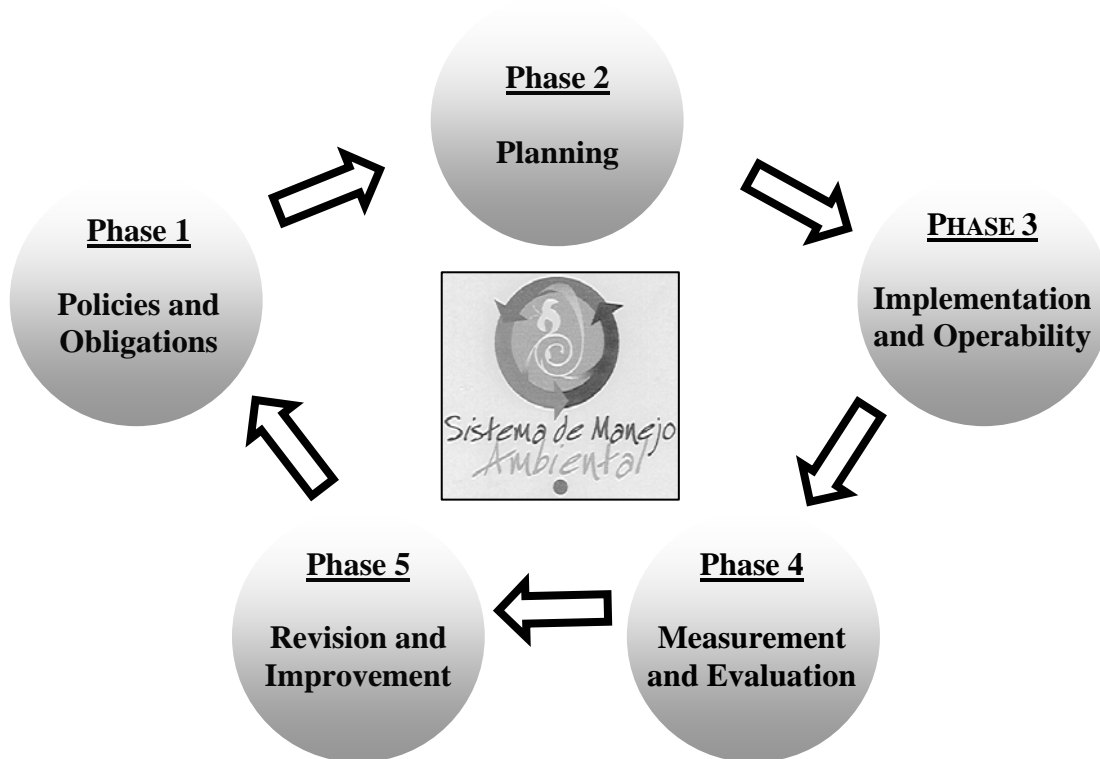 Phase 1
Policies and
Obligations
Phase 2
Planning
PHASE 3
Implementation
and Operability
Phase 4
Measurement
and Evaluation
Phase 5
Revision and
Improvement
Sistema de Manejo
Ambiental